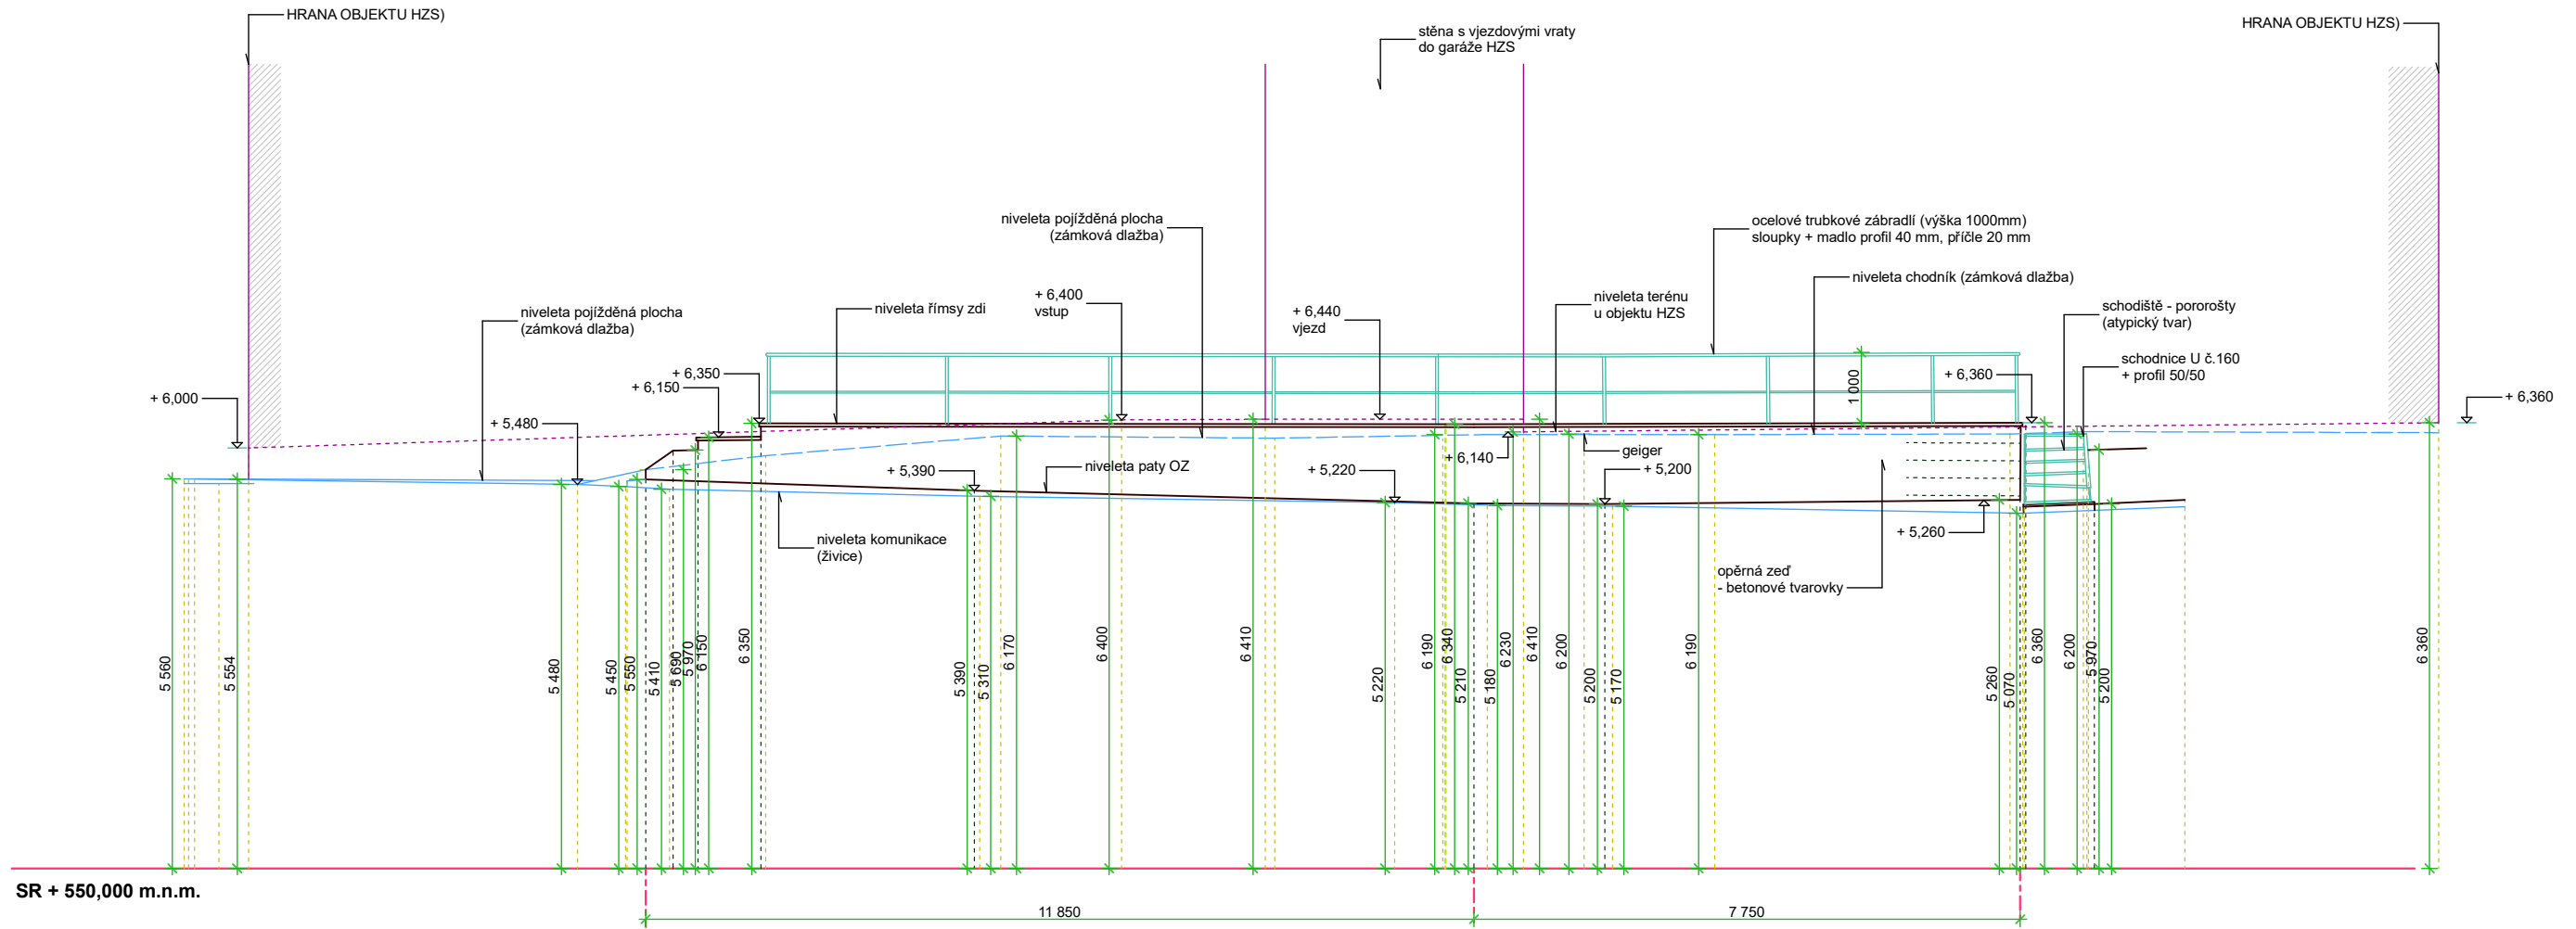 HRANA OBJEKTU HZS)
stěna s vjezdovými vraty
do garáže HZS
HRANA OBJEKTU HZS)
niveleta pojížděná plocha
(zámková dlažba)
ocelové trubkové zábradlí (výška 1000mm)
sloupky + madlo profil 40 mm, příčle 20 mm
niveleta chodník (zámková dlažba)
niveleta pojížděná plocha
(zámková dlažba)
niveleta římsy zdi
+ 6,400
vstup
+ 6,440
vjezd
niveleta terénu
u objektu HZS
schodiště - pororošty
(atypický tvar)
schodnice U č.160
+ profil 50/50
+ 6,000
+ 6,150
+ 6,350
1 000
+ 6,360
+ 6,360
+ 5,480
+ 5,390
niveleta paty OZ
+ 5,220
+ 6,140
geiger
+ 5,200
+ 5,260
niveleta komunikace
(živice)
opěrná zeď
- betonové tvarovky
5 560
5 554
5 480
5 450
5 550
5 410
5 690
5 970
6 150
6 350
5 390
5 310
6 170
6 400
6 410
5 220
6 190
6 340
5 210
5 180
6 230
6 410
6 200
5 200
5 170
6 190
5 260
5 070
6 360
6 200
5 970
5 200
6 360
SR + 550,000 m.n.m.
11 850
7 750